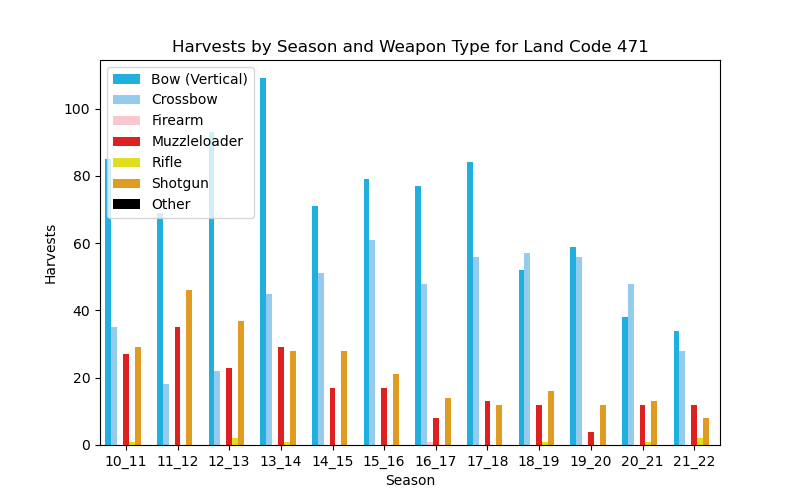 Harvests by Season and Weapon Type for Land Code 471
Bow (Vertical)
Crossbow
Firearm
Muzzleloader
Rifle
Shotgun
Other
Harvests
100
80
60
40
20
0
10_11 11_12 12_13 13_14 14_15 15_16 16_17 17_18 18_19 19_20 20_21 21_22
Season